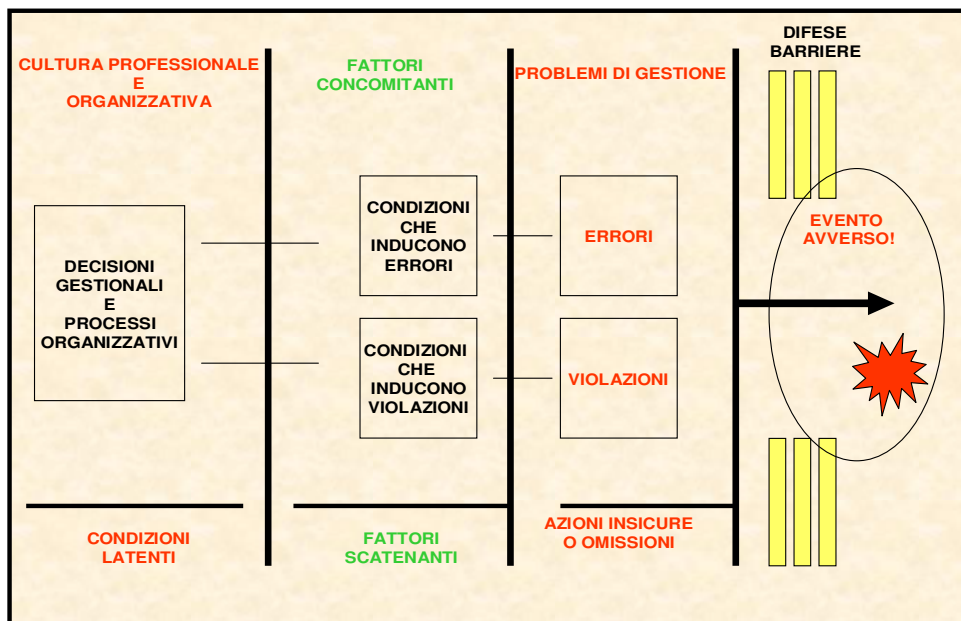 CULTURA PROFESSIONALE
E
ORGANIZZATIVA
FATTORI
CONCOMITANTI
PROBLEMI DI GESTIONE
DIFESE
BARRIERE
DECISIONI
GESTIONALI
E
PROCESSI
ORGANIZZATIVI
CONDIZIONI
CHE
INDUCONO
ERRORI
CONDIZIONI
CHE
INDUCONO
VIOLAZIONI
ERRORI
VIOLAZIONI
EVENTO
AVVERSO!
CONDIZIONI
LATENTI
FATTORI
SCATENANTI
AZIONI INSICURE
O OMISSIONI